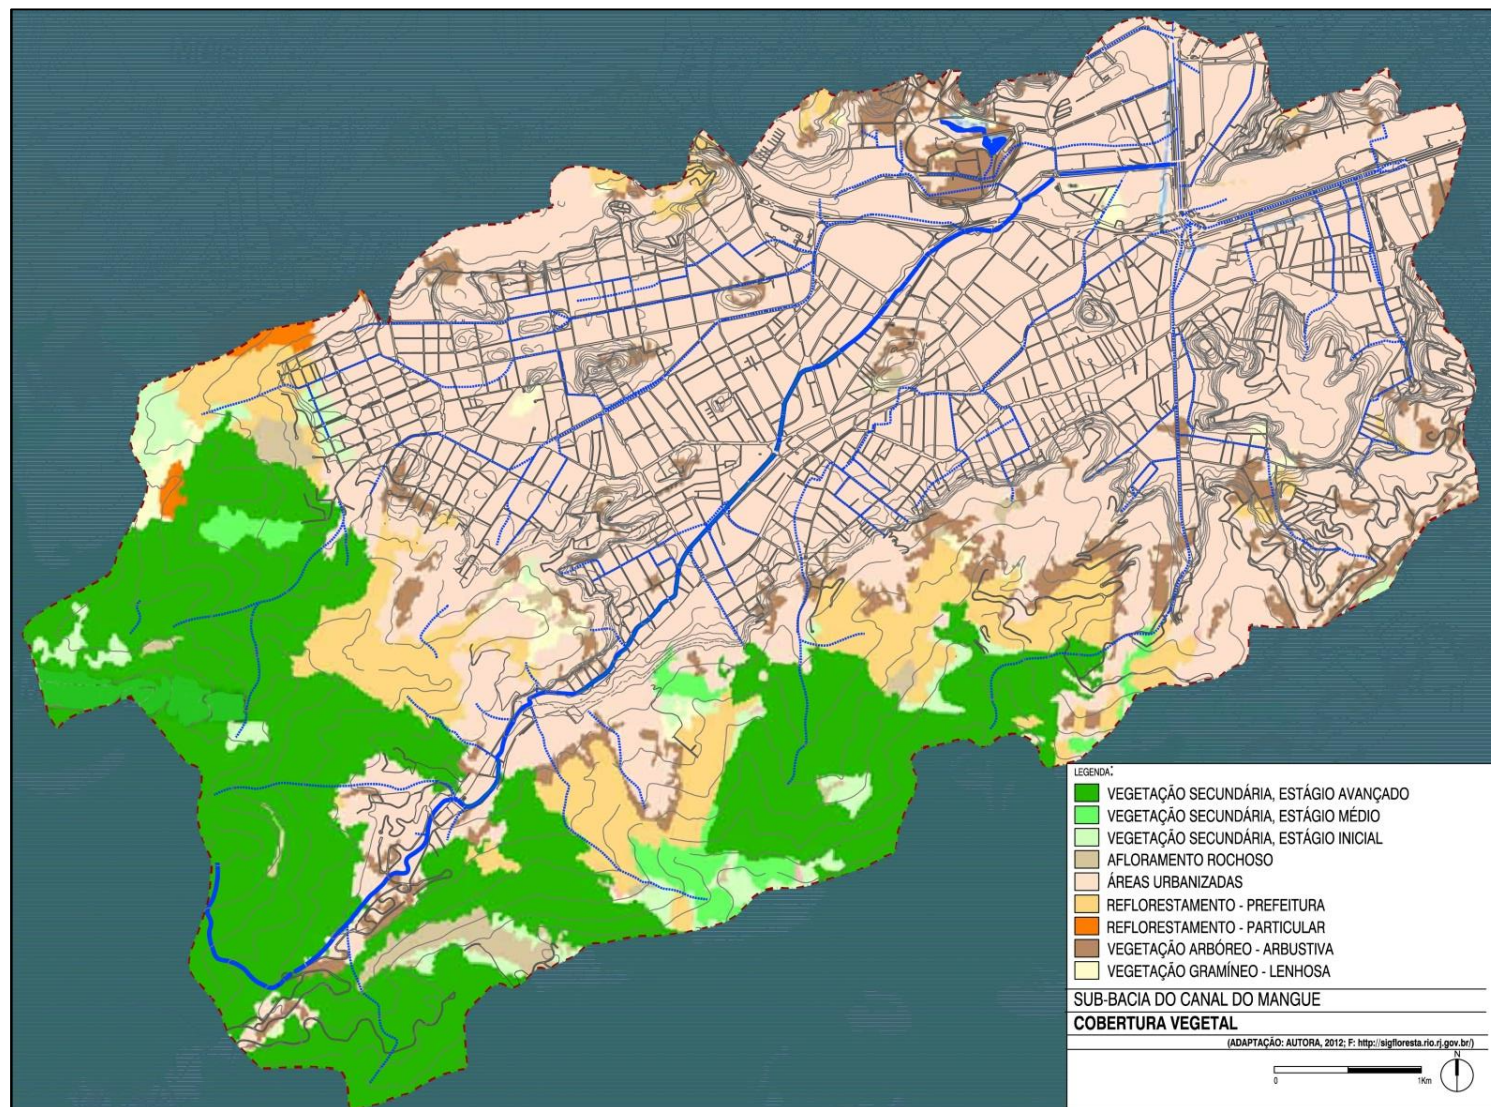 LEGENDA:
VEGETAÇÃO SECUNDÁRIA, ESTÁGIO AVANÇADO
VEGETAÇÃO SECUNDÁRIA, ESTÁGIO MÉDIO
VEGETAÇÃO SECUNDÁRIA, ESTÁGIO INICIAL
AFLORAMENTO ROCHOSO
ÁREAS URBANIZADAS
REFLORESTAMENTO - PREFEITURA
REFLORESTAMENTO - PARTICULAR
VEGETAÇÃO ARBÓREO - ARBUSTIVA
VEGETAÇÃO GRAMÍNEO - LENHOSA
SUB-BACIA DO CANAL DO MANGUE
COBERTURA VEGETAL
(ADAPTAÇÃO: AUTORA, 2012; F: http://sigfloresta.rio.rj.gov.br/)
N
0 1Km